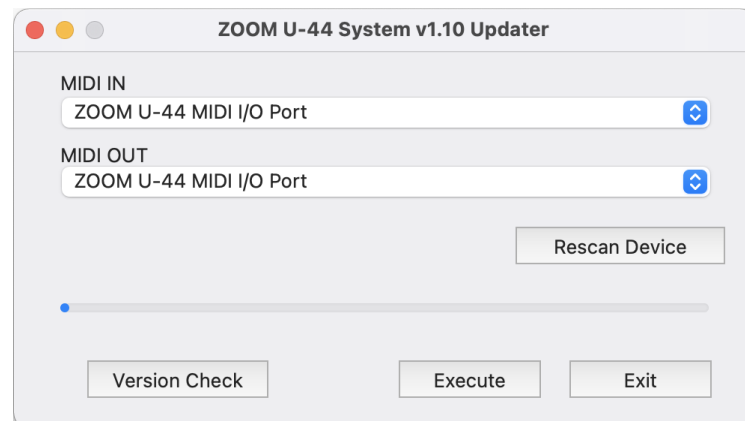 ZOOM U-44 System v1.10 Updater
MIDI IN
ZOOM U-44 MIDI I/O Port
MIDI OUT
ZOOM U-44 MIDI I/O Port
Rescan Device
Version Check Execute Exit